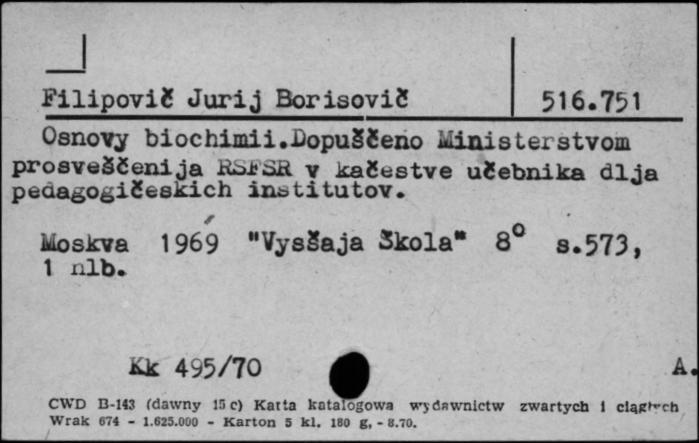 Filipovič Jurij Borisovič 516.751
Osnovy biochimii.Dopuščeno Ministerstvom
prosveščenija RSFSR v kačestve učebnika dlja
pedagogičeskich institutov.
Moskva 1969 "Vysšaja Škola" 8° s.573,
1 nlb.
Kk 495/70 A.
CWD B-143 (dawny 15 c) Karta katalogowa wydawnictw zwartych i ciągłych
Wrak 674 - 1.625.000 - Karton 5 kl. 180 g, - 8.70.